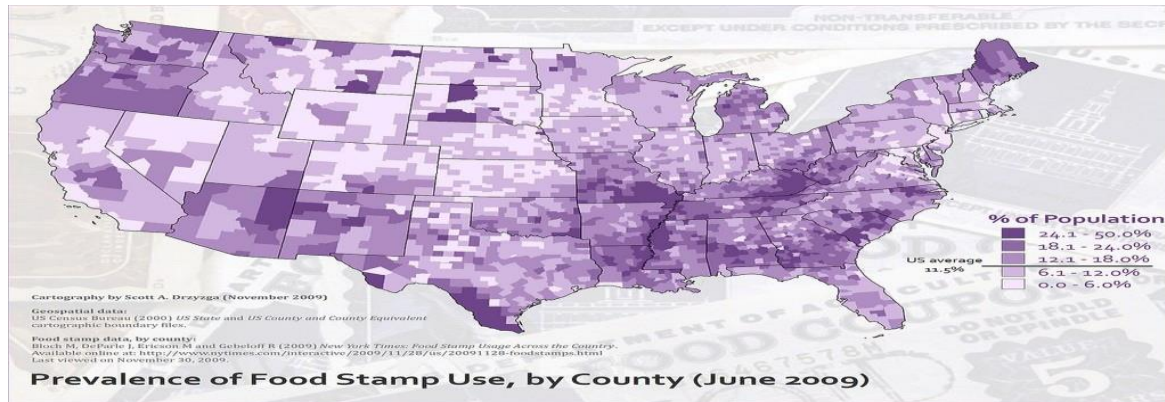 NON-TRANSFERABLE
EXCEPT UNDER CONDITIONS PRESCRIBED BY THE SEC
% of Population
24.1 - 50.0%
18.1 - 24.0%
12.1 - 18.0%
US average
11.5%
6.1 - 12.0%
0.0 - 6.0%
Cartography by Scott A. Drzyzga (November 2009)
Geospatial data:
US Census Bureau (2000) US State and US County and County Equivalent
cartographic boundary files.
Food stamp data, by county:
Bloch M, DeParle J, Ericson M and Gebeloff R (2009) New York Times: Food Stamp Usage Across the Country.
Available online at: http://www.nytimes.com/interactive/2009/11/28/us/20091128-foodstamps.html
Last viewed on November 30, 2009.
Prevalence of Food Stamp Use, by County (June 2009)
5